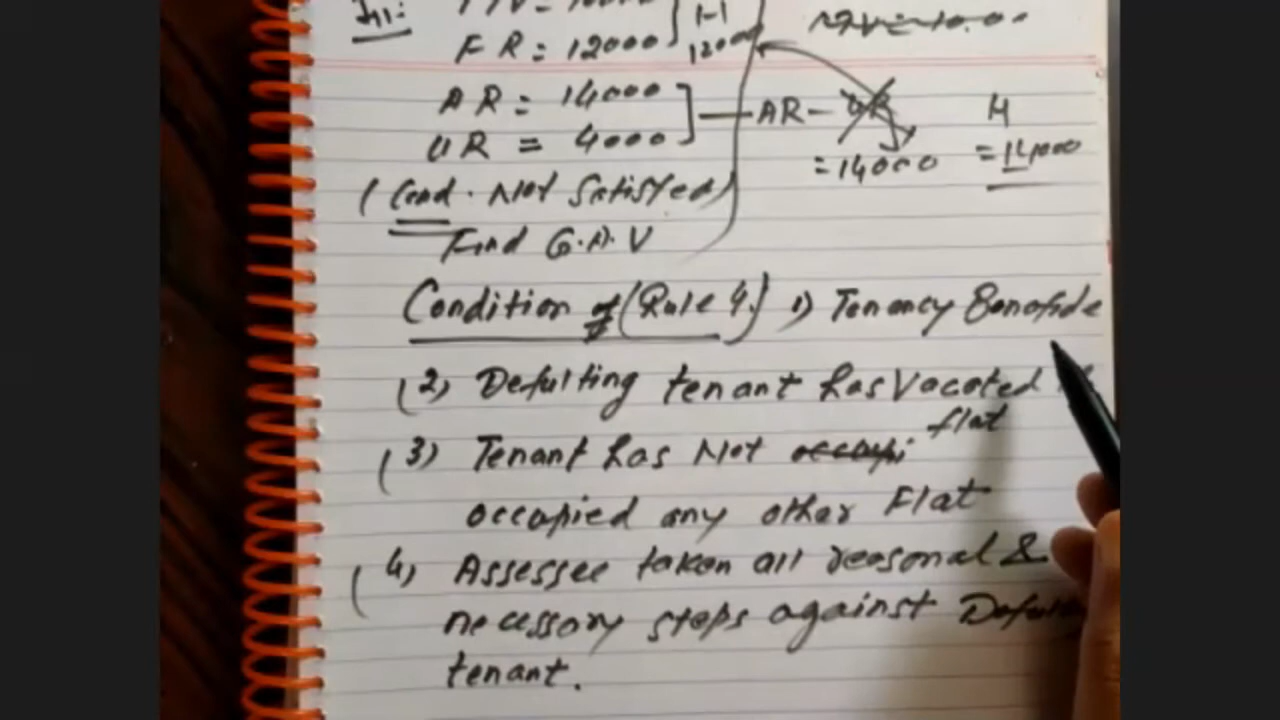 FR = 12000
AR = 14000
UR = 4000
AR - UR
= 14000
H
= 14000
(Cond. Not Satisfied)
Find G.A.V
Condition of (Rule 4.) 1) Tenancy Bonafide
(2) Defulting tenant has Vacated
flat
(3) Tenant has Not occupi
occupied any other Flat
(4) Assessee taken all reasonal &
necessary steps against
tenant.